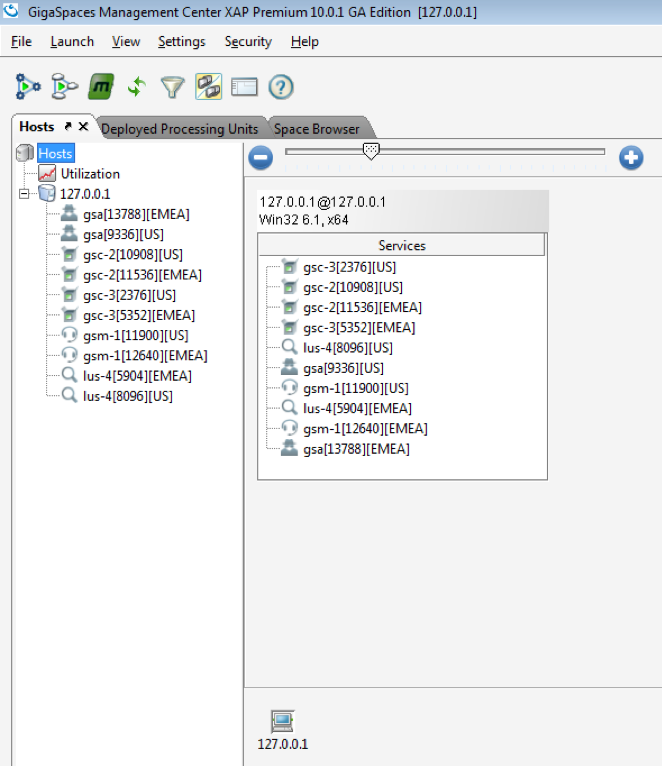 GigaSpaces Management Center XAP Premium 10.0.1 GA Edition [127.0.0.1]
File Launch View Settings Security Help
m ?
Hosts Deployed Processing Units Space Browser
Hosts
Utilization
127.0.0.1
gsa[13788][EMEA]
gsa[9336][US]
gsc-2[10908][US]
gsc-2[11536][EMEA]
gsc-3[2376][US]
gsc-3[5352][EMEA]
gsm-1[11900][US]
gsm-1[12640][EMEA]
lus-4[5904][EMEA]
lus-4[8096][US]
127.0.0.1@127.0.0.1
Win32 6.1, x64
Services
gsc-3[2376][US]
gsc-2[10908][US]
gsc-2[11536][EMEA]
gsc-3[5352][EMEA]
lus-4[8096][US]
gsa[9336][US]
gsm-1[11900][US]
lus-4[5904][EMEA]
gsm-1[12640][EMEA]
gsa[13788][EMEA]
127.0.0.1